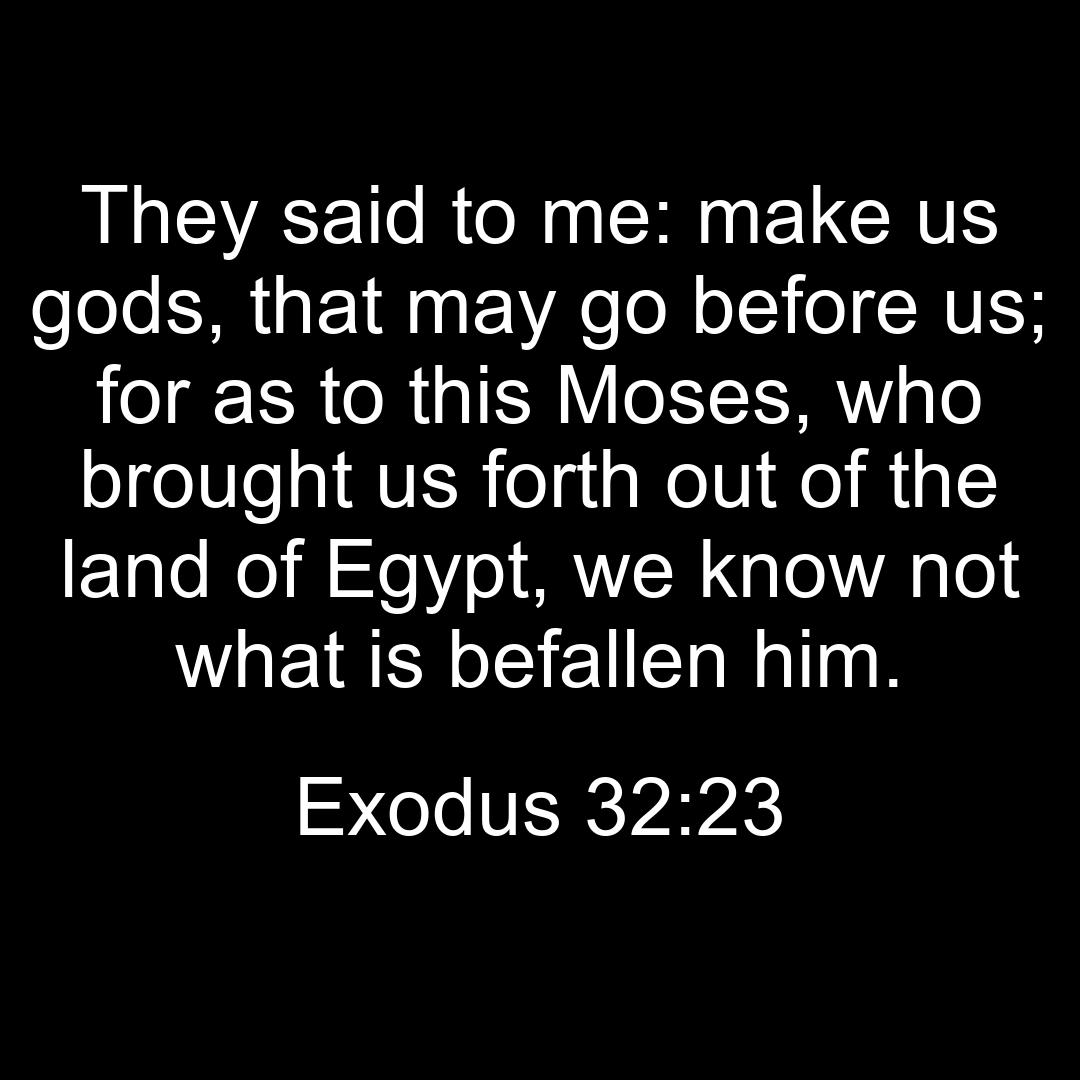 They said to me: make us
gods, that may go before us;
for as to this Moses, who
brought us forth out of the
land of Egypt, we know not
what is befallen him.
Exodus 32:23